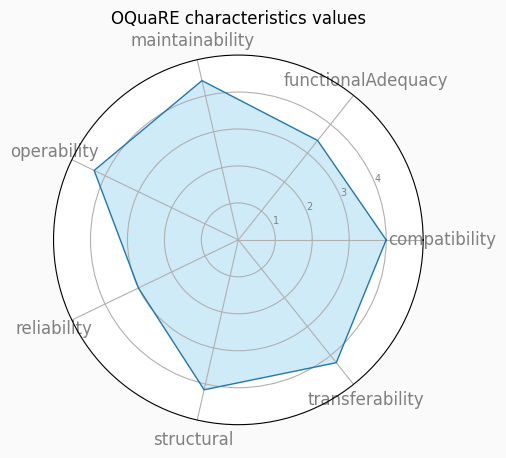 OQuaRE characteristics values
maintainability
functionalAdequacy
operability
4
3
2
1
compatibility
reliability
transferability
structural